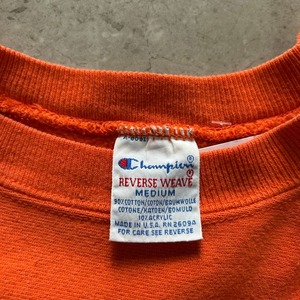 Champion
REVERSE WEAVE®
MEDIUM
90% COTTON/COTON/BAUMWOLLE
COTONE/KATOEN/BOMULD
10% ACRYLIC
MADE IN U.S.A. RN 26094
FOR CARE SEE REVERSE